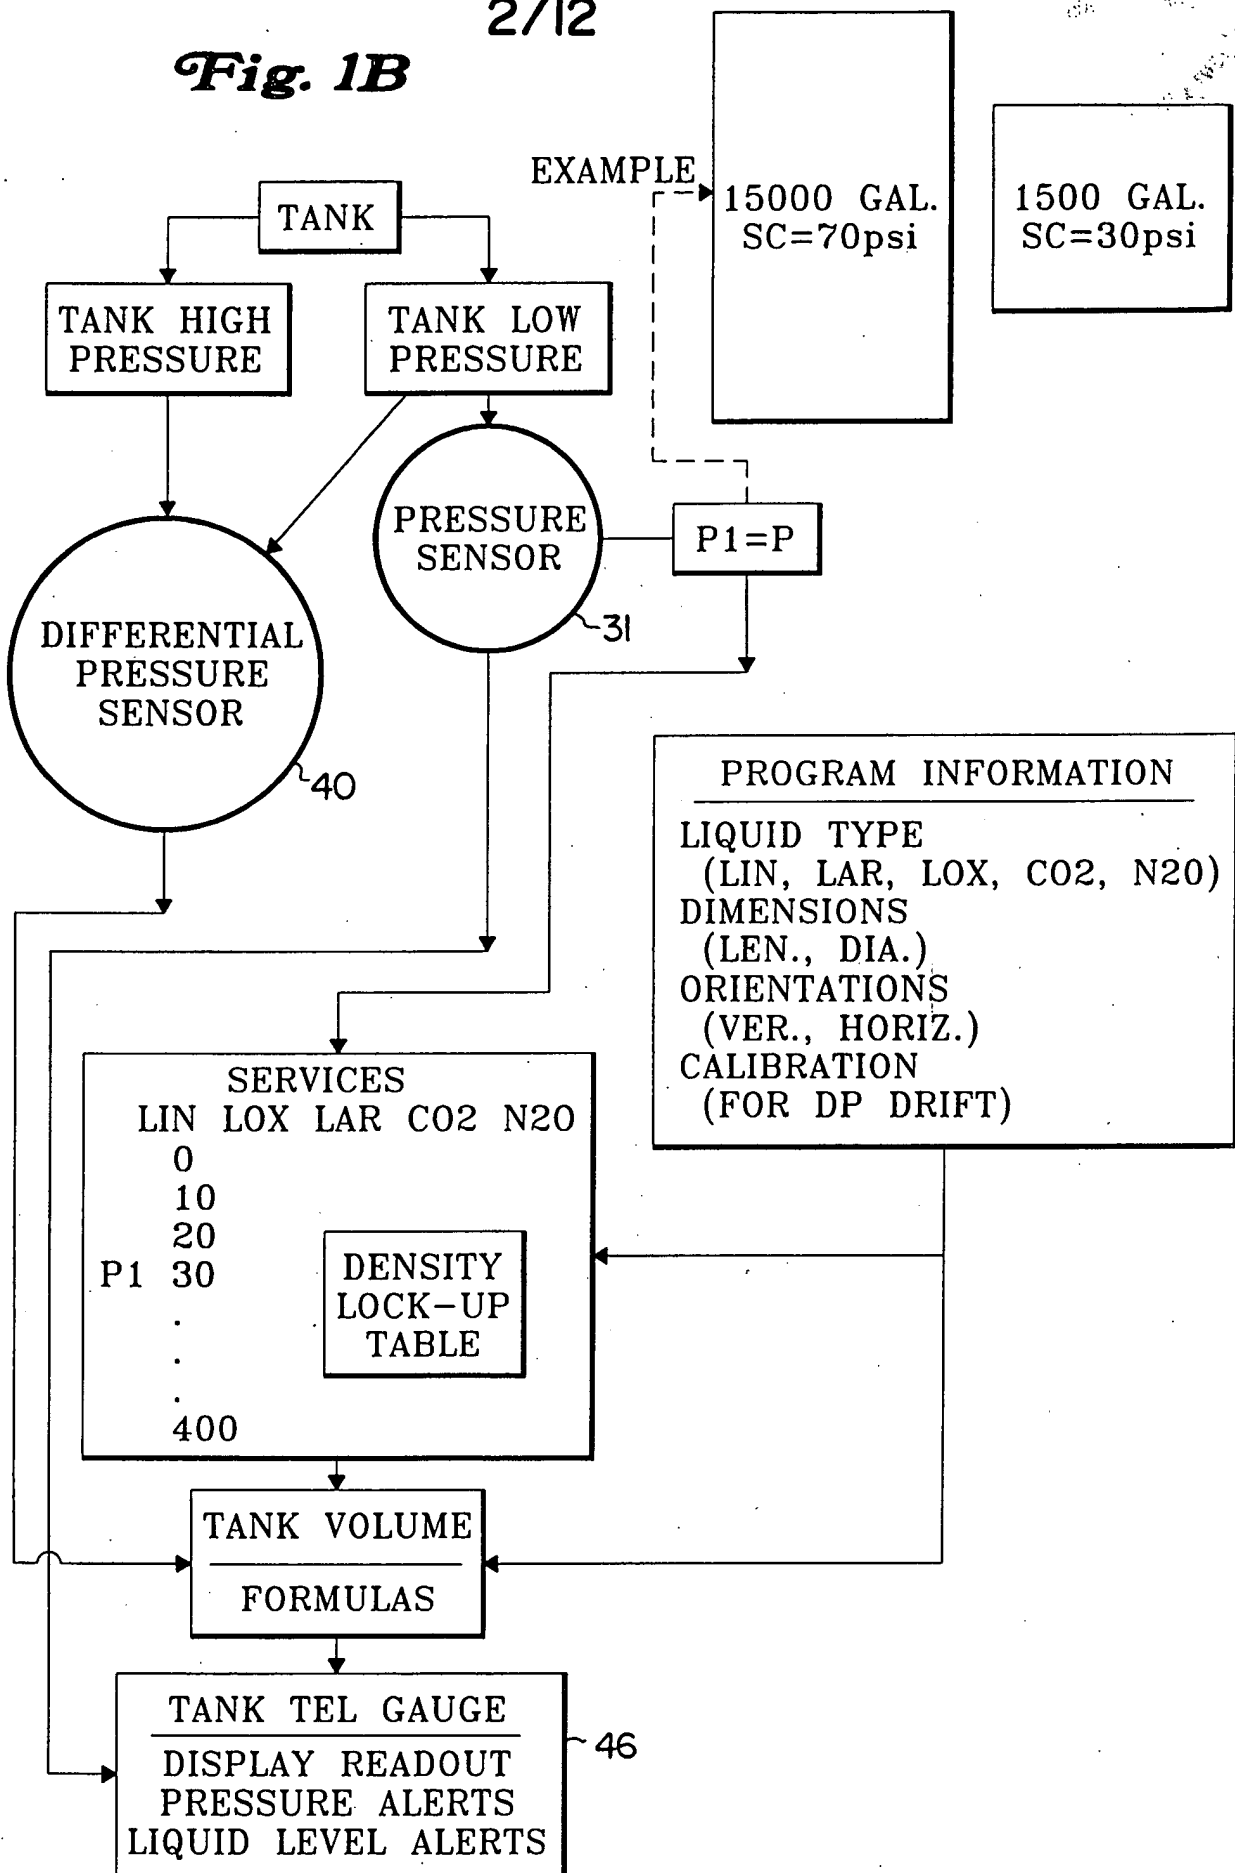 2/12
Fig. 1B
EXAMPLE
15000 GAL.
SC=70psi
1500 GAL.
SC=30psi
TANK
TANK HIGH
PRESSURE
TANK LOW
PRESSURE
PRESSURE
SENSOR
31
P1=P
DIFFERENTIAL
PRESSURE
SENSOR
40
PROGRAM INFORMATION
LIQUID TYPE
(LIN, LAR, LOX, CO2, N2O)
DIMENSIONS
(LEN., DIA.)
ORIENTATIONS
(VER., HORIZ.)
CALIBRATION
(FOR DP DRIFT)
SERVICES
LIN LOX LAR CO2 N2O
0
10
20
P1 30
.
.
.
400
DENSITY
LOCK-UP
TABLE
TANK VOLUME
FORMULAS
TANK TEL GAUGE
46
DISPLAY READOUT
PRESSURE ALERTS
LIQUID LEVEL ALERTS